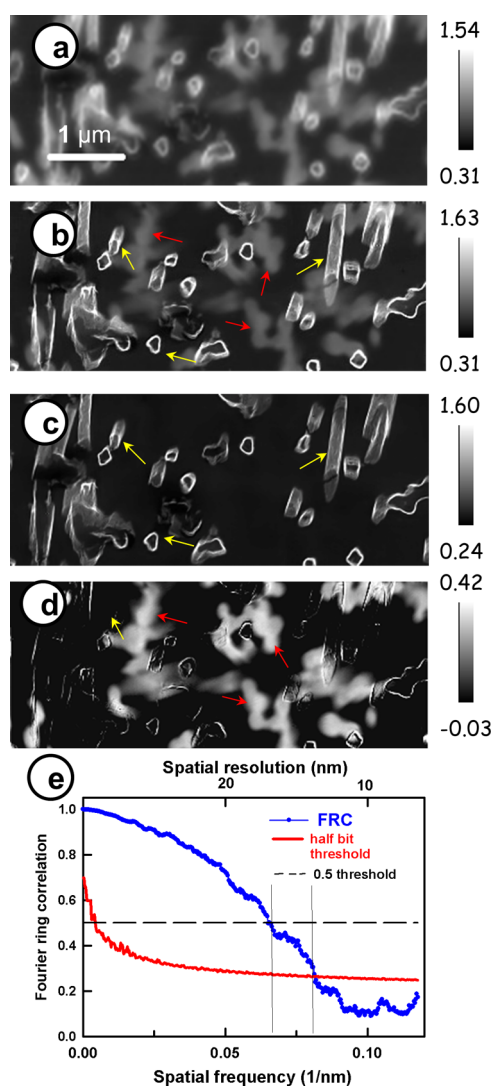 a
1.54
1 µm
0.31
b
1.63
0.31
c
1.60
0.24
d
0.42
-0.03
e
Spatial resolution (nm)
20 10
1.0
FRC
0.8
half bit
threshold
0.6
0.5 threshold
0.4
0.2
0.0
Fourier ring correlation
0.00 0.05 0.10
Spatial frequency (1/nm)